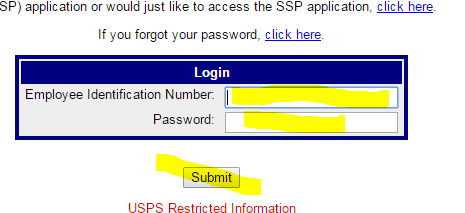 SP) application or would just like to access the SSP application, click here.
If you forgot your password, click here.
Login
Employee Identification Number:
Password:
Submit
USPS Restricted Information